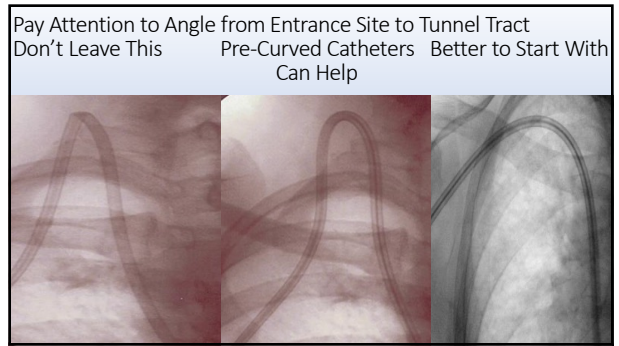 Pay Attention to Angle from Entrance Site to Tunnel Tract
Don’t Leave This Pre-Curved Catheters Better to Start With
Can Help